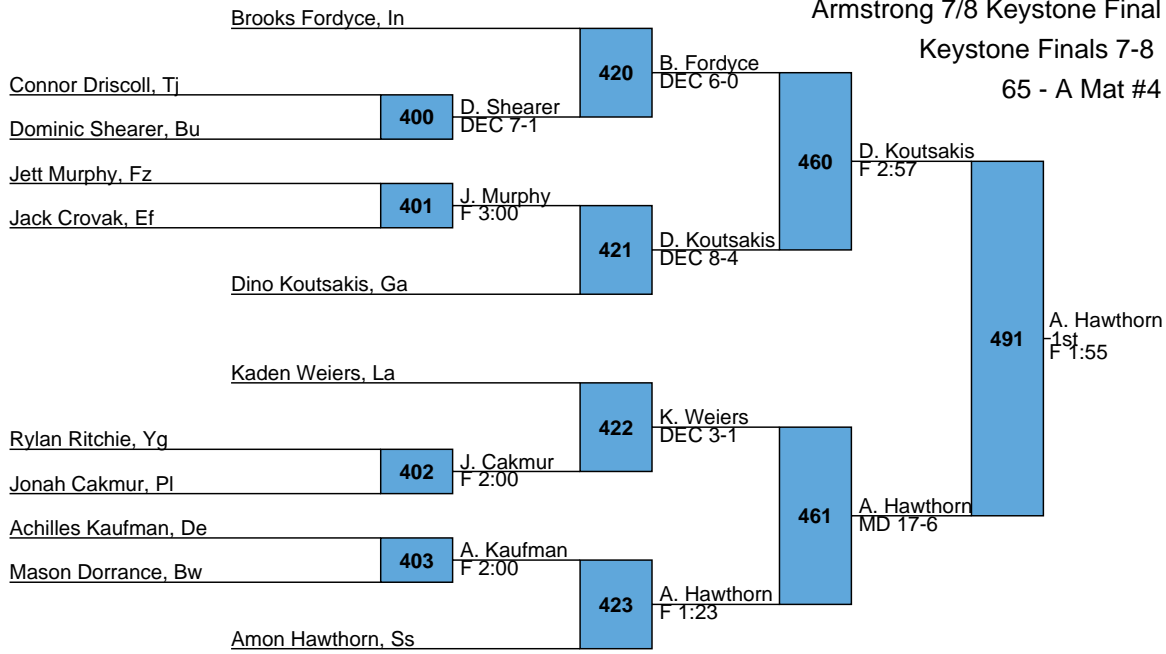 Armstrong 7/8 Keystone Final
Keystone Finals 7-8
65 - A Mat #4
Brooks Fordyce, In
420
B. Fordyce
DEC 6-0
Connor Driscoll, Tj
400
D. Shearer
DEC 7-1
Dominic Shearer, Bu
460
D. Koutsakis
F 2:57
Jett Murphy, Fz
401
J. Murphy
F 3:00
Jack Crovak, Ef
421
D. Koutsakis
DEC 8-4
Dino Koutsakis, Ga
491
A. Hawthorn
1st
F 1:55
Kaden Weiers, La
422
K. Weiers
DEC 3-1
Rylan Ritchie, Yg
402
J. Cakmur
F 2:00
Jonah Cakmur, Pl
461
A. Hawthorn
MD 17-6
Achilles Kaufman, De
403
A. Kaufman
F 2:00
Mason Dorrance, Bw
423
A. Hawthorn
F 1:23
Amon Hawthorn, Ss